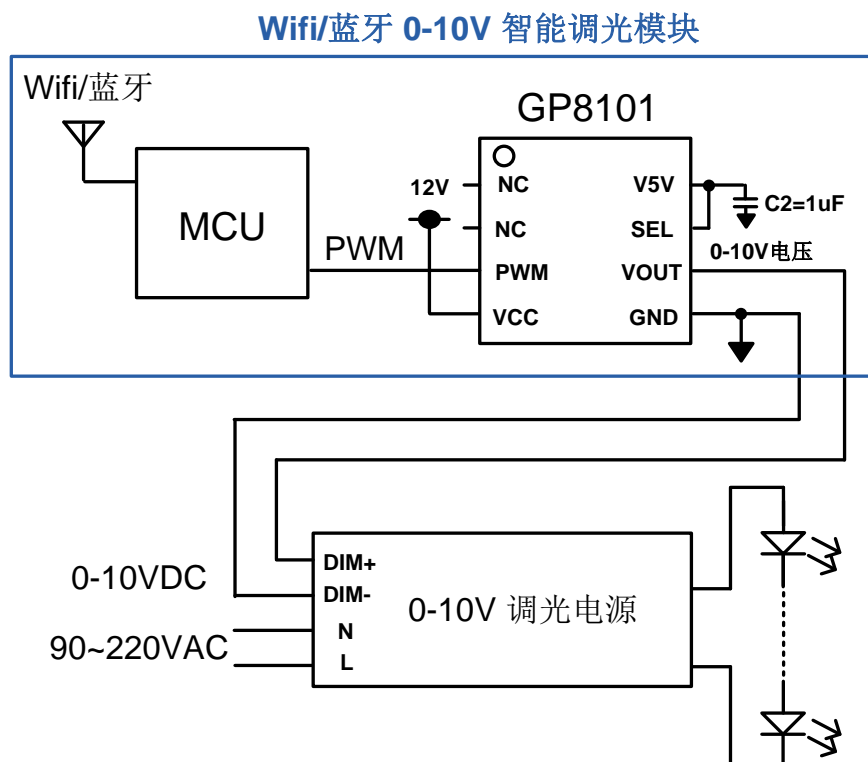 Wifi/蓝牙 0-10V 智能调光模块
Wifi/蓝牙
GP8101
MCU
PWM
12V
NC
NC
PWM
VCC
V5V
SEL
VOUT
GND
C2=1uF
0-10V电压
0-10VDC
90~220VAC
DIM+
DIM-
N
L
0-10V 调光电源